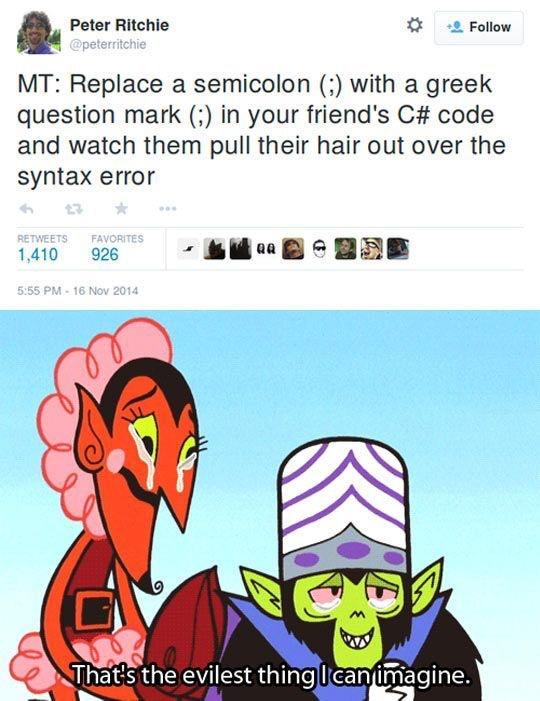 Peter Ritchie
@peterritchie
Follow
MT: Replace a semicolon (;) with a greek
question mark (;) in your friend's C# code
and watch them pull their hair out over the
syntax error
RETWEETS FAVORITES
1,410 926
5:55 PM - 16 Nov 2014
That's the evilest thing I can imagine.